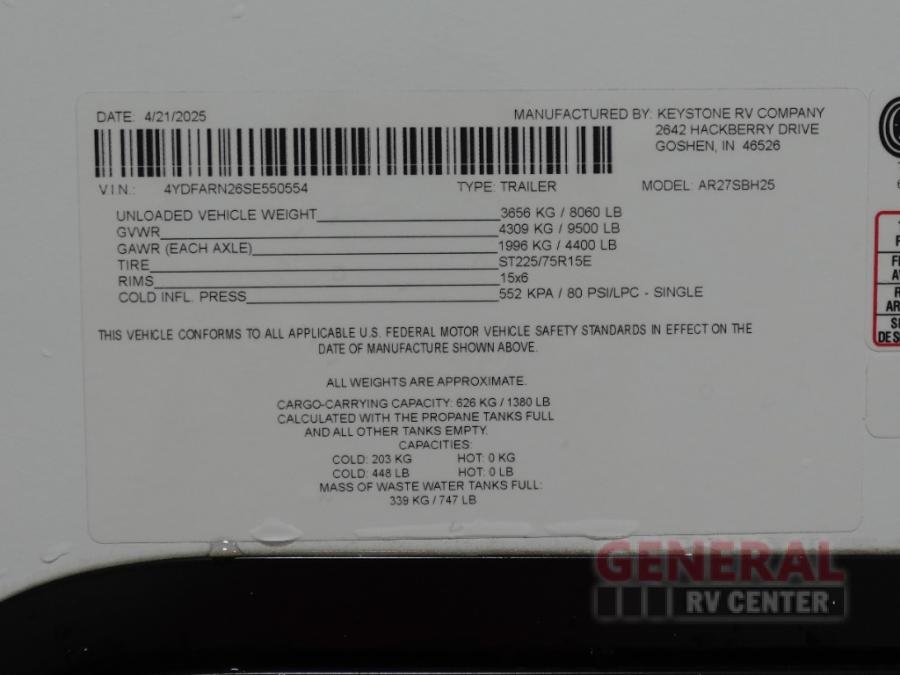 DATE: 4/21/2025
MANUFACTURED BY: KEYSTONE RV COMPANY
2642 HACKBERRY DRIVE
GOSHEN, IN 46526
V I N.: 4YDFARN26SE550554 TYPE: TRAILER MODEL: AR27SBH25
UNLOADED VEHICLE WEIGHT 3656 KG / 8060 LB
GVWR 4309 KG / 9500 LB
GAWR (EACH AXLE) 1996 KG / 4400 LB
TIRE ST225/75R15E
RIMS 15x6
COLD INFL. PRESS 552 KPA / 80 PSI/LPC - SINGLE
THIS VEHICLE CONFORMS TO ALL APPLICABLE U.S. FEDERAL MOTOR VEHICLE SAFETY STANDARDS IN EFFECT ON THE
DATE OF MANUFACTURE SHOWN ABOVE.
ALL WEIGHTS ARE APPROXIMATE.
CARGO-CARRYING CAPACITY: 626 KG / 1380 LB
CALCULATED WITH THE PROPANE TANKS FULL
AND ALL OTHER TANKS EMPTY.
CAPACITIES:
COLD: 203 KG HOT: 0 KG
COLD: 448 LB HOT: 0 LB
MASS OF WASTE WATER TANKS FULL:
339 KG / 747 LB
GENERAL
RV CENTER